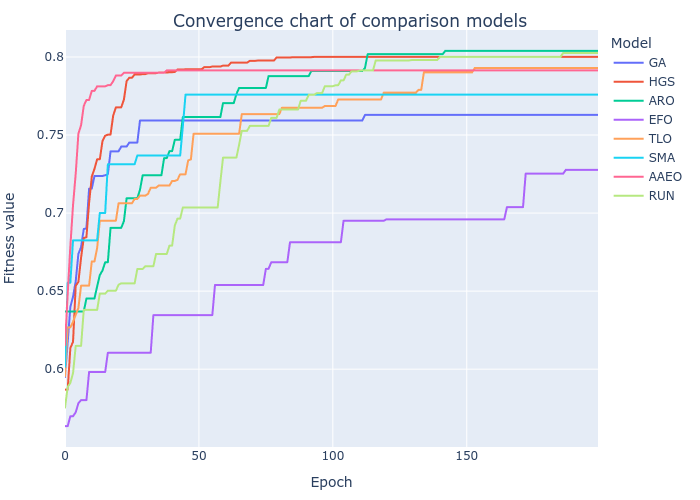 Convergence chart of comparison models
Fitness value
0.8
0.75
0.7
0.65
0.6
0
50
100
150
Epoch
Model
GA
HGS
ARO
EFO
TLO
SMA
AAEO
RUN